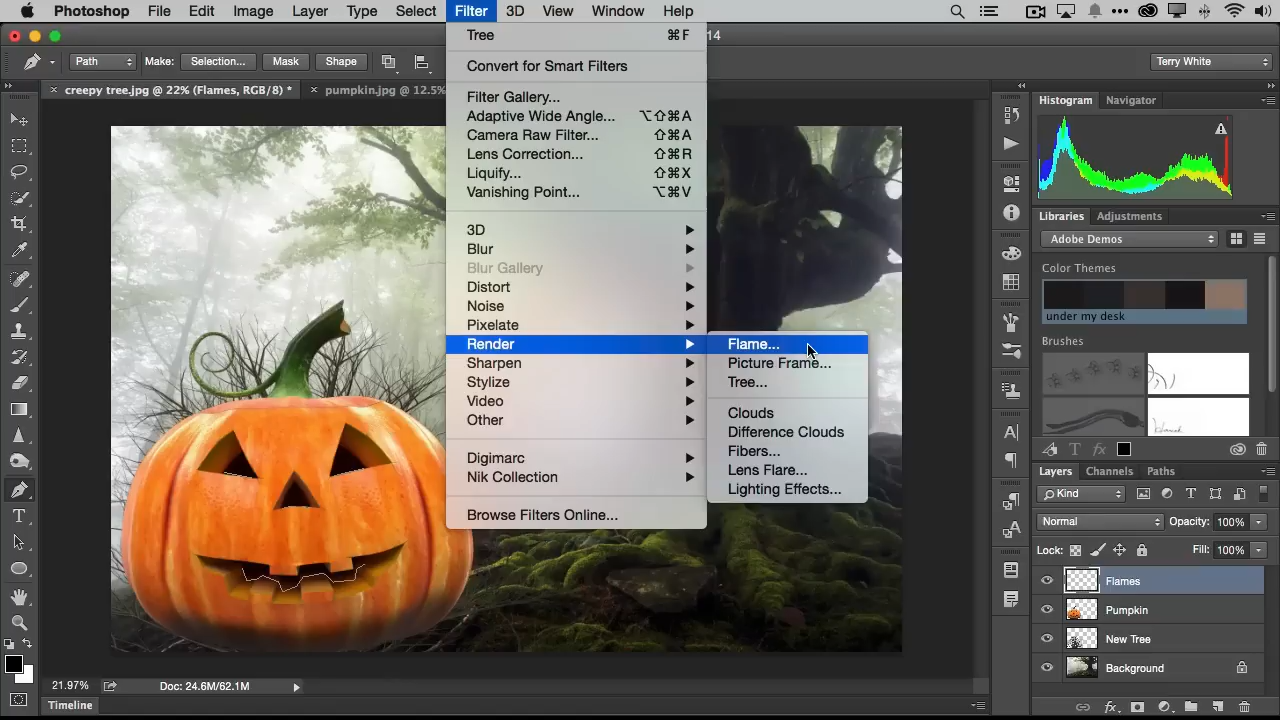 Photoshop File Edit Image Layer Type Select Filter 3D View Window Help
14
Path Make: Selection... Mask Shape Terry White
creepy tree.jpg @ 22% (Flames, RGB/8) * pumpkin.jpg @ 12.5%
Tree ⌘F
Convert for Smart Filters
Filter Gallery...
Adaptive Wide Angle... ⌥⇧⌘A
Camera Raw Filter... ⇧⌘A
Lens Correction... ⇧⌘R
Liquify... ⇧⌘X
Vanishing Point... ⌥⌘V
3D
Blur
Blur Gallery
Distort
Noise
Pixelate
Render
Sharpen
Stylize
Video
Other
Digimarc
Nik Collection
Browse Filters Online...
Flame...
Picture Frame...
Tree...
Clouds
Difference Clouds
Fibers...
Lens Flare...
Lighting Effects...
Histogram Navigator
Libraries Adjustments
Adobe Demos
Color Themes
under my desk
Brushes
Layers Channels Paths
Kind
Normal Opacity: 100%
Lock: Fill: 100%
Flames
Pumpkin
New Tree
Background
21.97% Doc: 24.6M/62.1M
Timeline